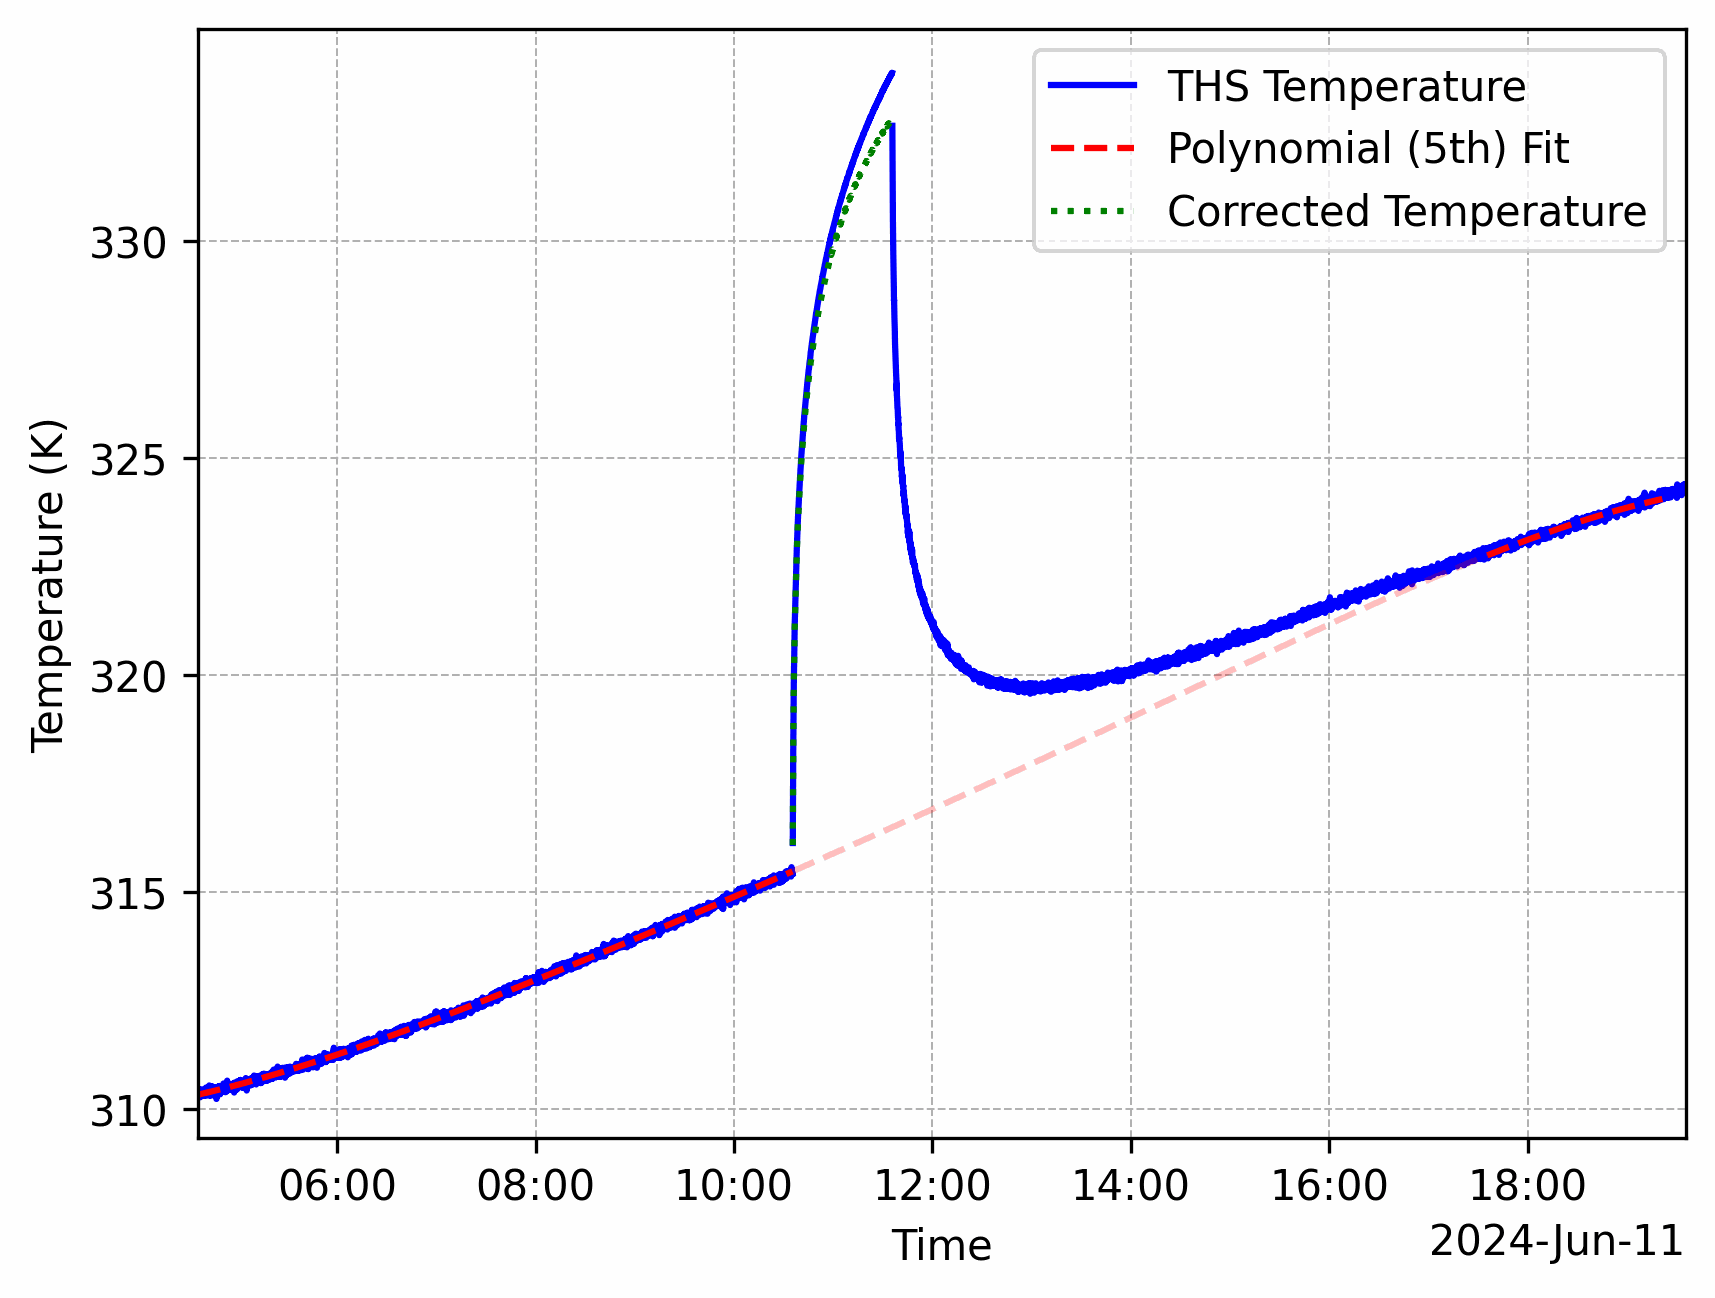 THS Temperature
Polynomial (5th) Fit
Corrected Temperature
330
325
320
315
310
Temperature (K)
06:00 08:00 10:00 12:00 14:00 16:00 18:00
2024-Jun-11
Time